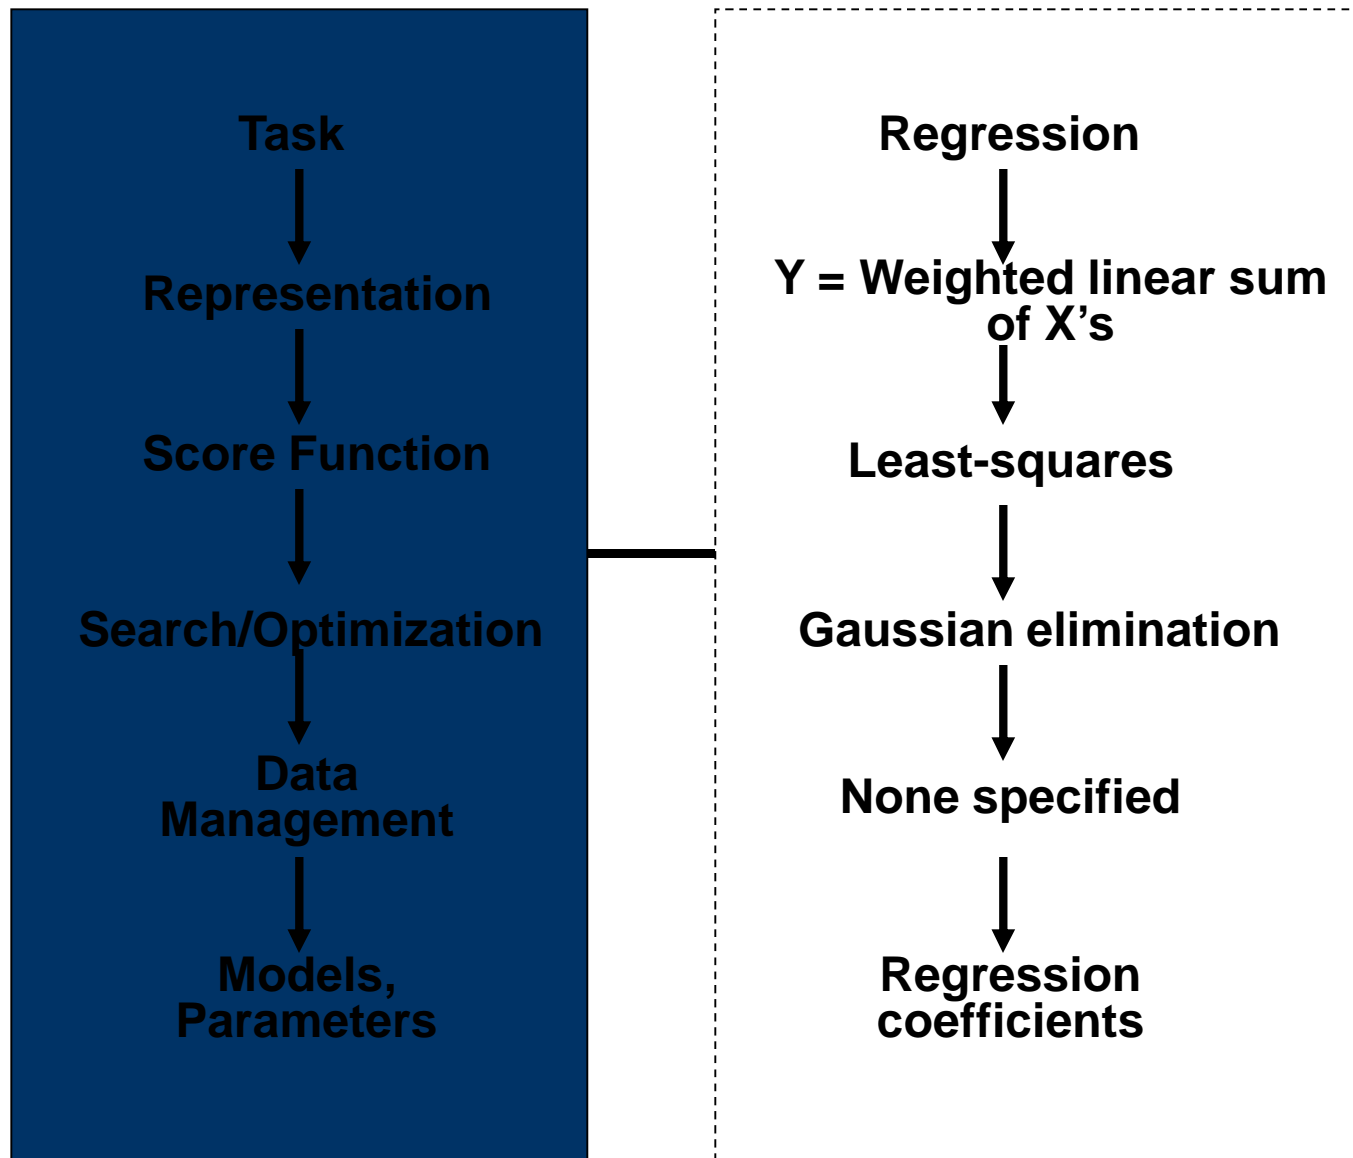 Task
Representation
Score Function
Search/Optimization
Data
Management
Models,
Parameters
Regression
Y = Weighted linear sum
of X’s
Least-squares
Gaussian elimination
None specified
Regression
coefficients